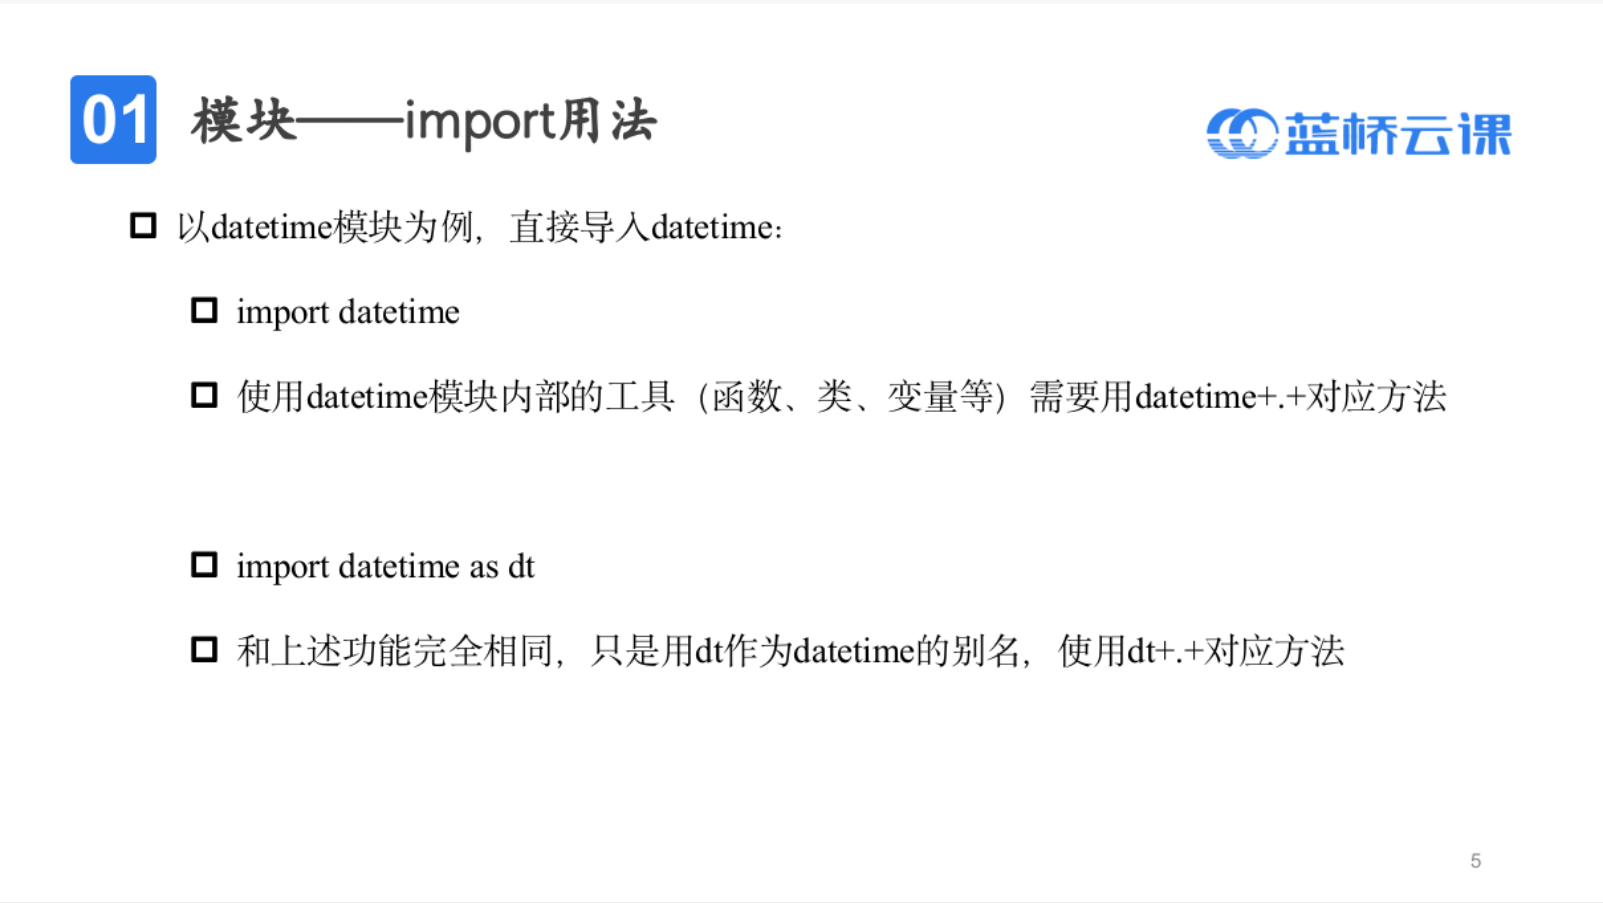 01 模块——import用法
蓝桥云课
以datetime模块为例，直接导入datetime：
import datetime
使用datetime模块内部的工具（函数、类、变量等）需要用datetime+.+对应方法
import datetime as dt
和上述功能完全相同，只是用dt作为datetime的别名，使用dt+.+对应方法
5